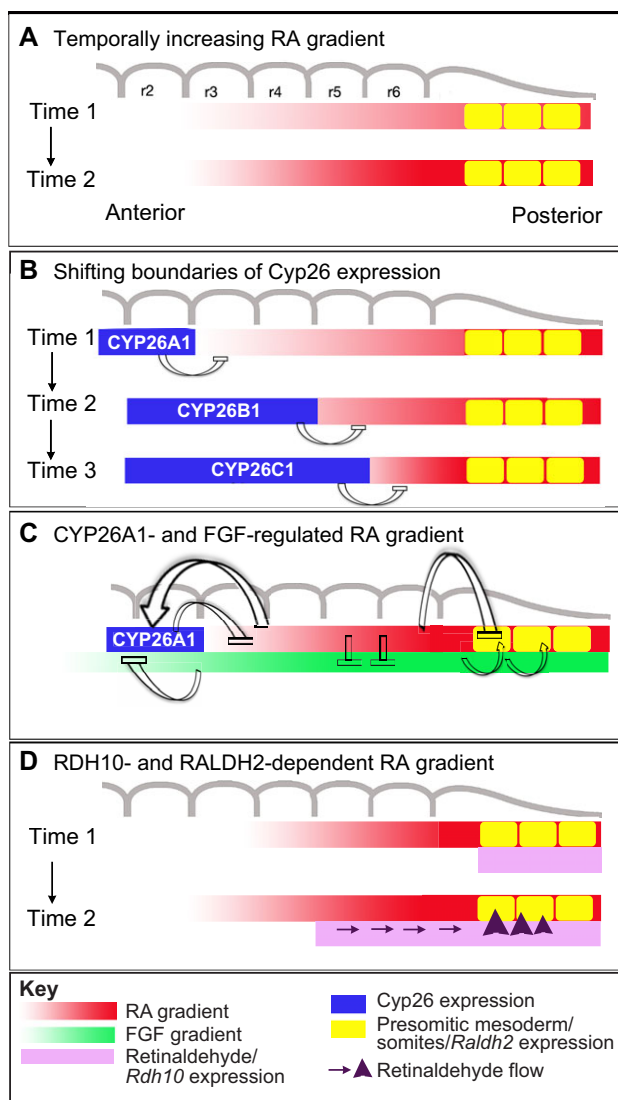 A Temporally increasing RA gradient
r2 r3 r4 r5 r6
Time 1
Time 2
Anterior Posterior
B Shifting boundaries of Cyp26 expression
Time 1
CYP26A1
Time 2
CYP26B1
Time 3
CYP26C1
C CYP26A1- and FGF-regulated RA gradient
CYP26A1
D RDH10- and RALDH2-dependent RA gradient
Time 1
Time 2
Key
RA gradient
FGF gradient
Retinaldehyde/
Rdh10 expression
Cyp26 expression
Presomitic mesoderm/
somites/Raldh2 expression
Retinaldehyde flow